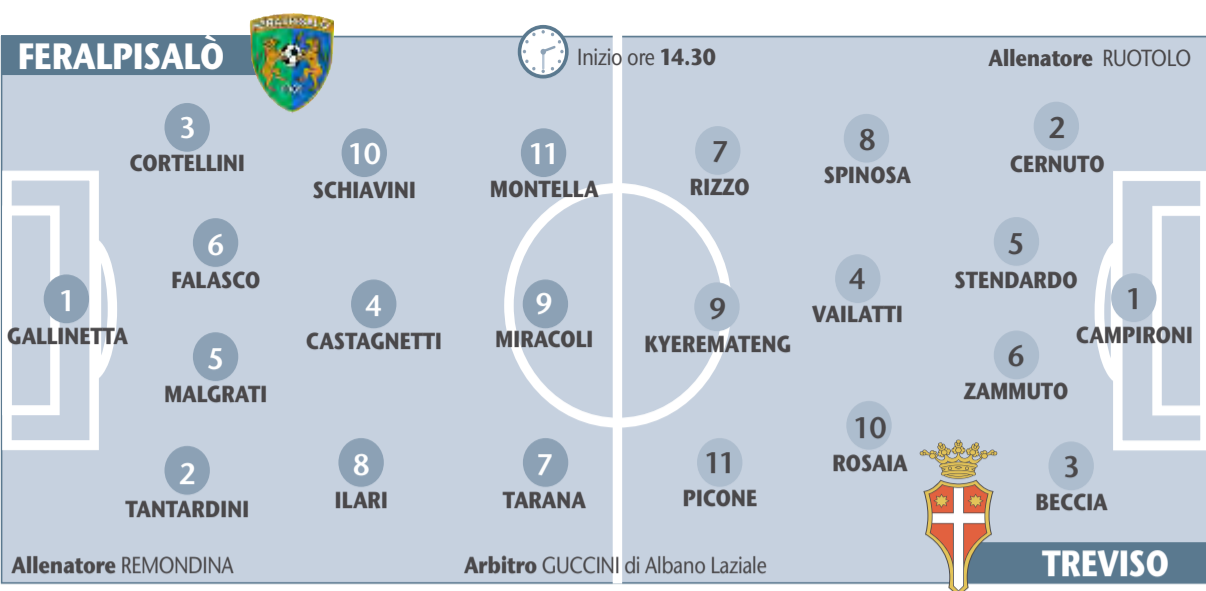 FERALPISALÒ
Inizio ore 14.30
Allenatore RUOTOLO
3
CORTELLINI
10
SCHIAVINI
11
MONTELLA
6
FALASCO
1
GALLINETTA
4
CASTAGNETTI
9
MIRACOLI
5
MALGRATI
2
TANTARDINI
8
ILARI
7
TARANA
7
RIZZO
8
SPINOSA
2
CERNUTO
5
STENDARDO
4
VAILATTI
9
KYEREMATENG
1
CAMPIRONI
6
ZAMMUTO
10
ROSAIA
11
PICONE
3
BECCIA
Allenatore REMONDINA
Arbitro GUCCINI di Albano Laziale
TREVISO